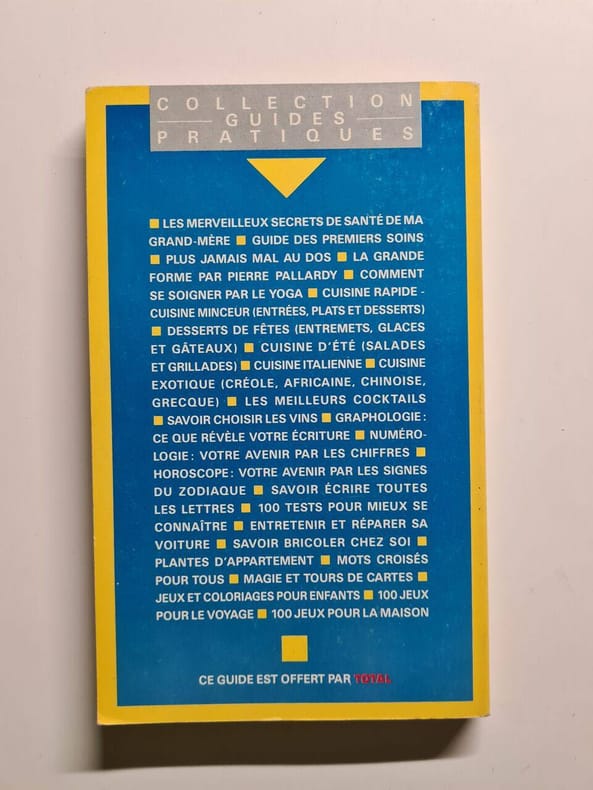 COLLECTION
GUIDES
PRATIQUES
■ LES MERVEILLEUX SECRETS DE SANTÉ DE MA
GRAND-MÈRE ■ GUIDE DES PREMIERS SOINS
■ PLUS JAMAIS MAL AU DOS ■ LA GRANDE
FORME PAR PIERRE PALLARDY ■ COMMENT
SE SOIGNER PAR LE YOGA ■ CUISINE RAPIDE -
CUISINE MINCEUR (ENTRÉES, PLATS ET DESSERTS)
■ DESSERTS DE FÊTES (ENTREMETS, GLACES
ET GÂTEAUX) ■ CUISINE D'ÉTÉ (SALADES
ET GRILLADES) ■ CUISINE ITALIENNE ■ CUISINE
EXOTIQUE (CRÉOLE, AFRICAINE, CHINOISE,
GRECQUE) ■ LES MEILLEURS COCKTAILS
■ SAVOIR CHOISIR LES VINS ■ GRAPHOLOGIE :
CE QUE RÉVÈLE VOTRE ÉCRITURE ■ NUMÉRO-
LOGIE : VOTRE AVENIR PAR LES CHIFFRES ■
HOROSCOPE : VOTRE AVENIR PAR LES SIGNES
DU ZODIAQUE ■ SAVOIR ÉCRIRE TOUTES
LES LETTRES ■ 100 TESTS POUR MIEUX SE
CONNAÎTRE ■ ENTRETENIR ET RÉPARER SA
VOITURE ■ SAVOIR BRICOLER CHEZ SOI ■
PLANTES D'APPARTEMENT ■ MOTS CROISÉS
POUR TOUS ■ MAGIE ET TOURS DE CARTES ■
JEUX ET COLORIAGES POUR ENFANTS ■ 100 JEUX
POUR LE VOYAGE ■ 100 JEUX POUR LA MAISON
CE GUIDE EST OFFERT PAR TOTAL